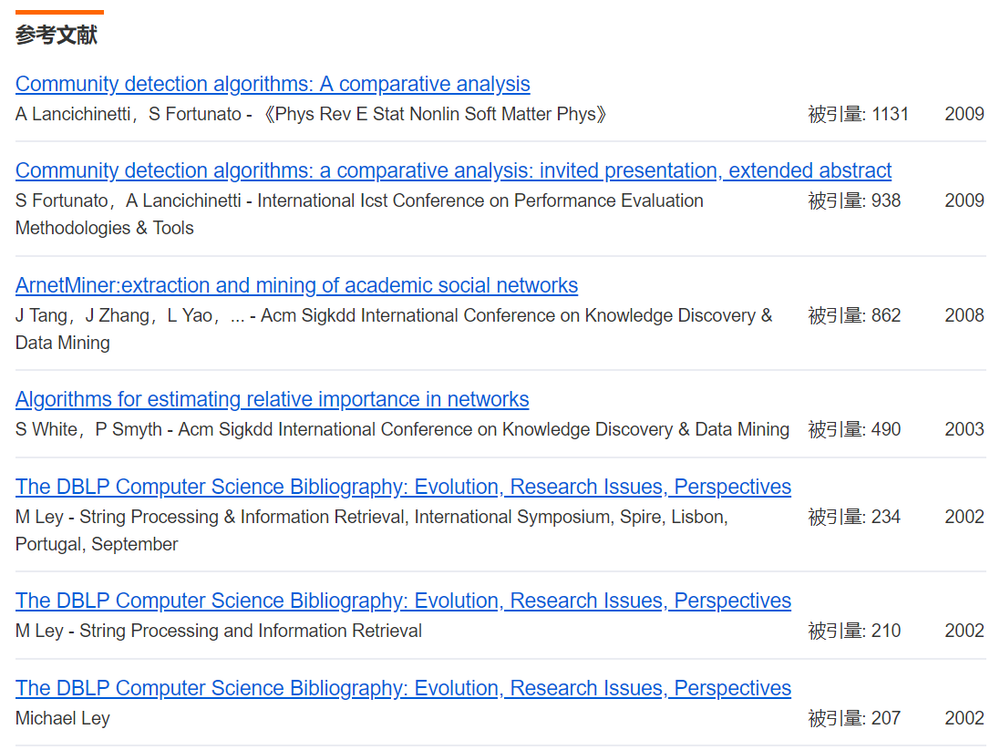 参考文献
Community detection algorithms: A comparative analysis
A Lancichinetti，S Fortunato - 《Phys Rev E Stat Nonlin Soft Matter Phys》 被引量: 1131 2009
Community detection algorithms: a comparative analysis: invited presentation, extended abstract
S Fortunato，A Lancichinetti - International Icst Conference on Performance Evaluation 被引量: 938 2009
Methodologies & Tools
ArnetMiner:extraction and mining of academic social networks
J Tang，J Zhang，L Yao，... - Acm Sigkdd International Conference on Knowledge Discovery & 被引量: 862 2008
Data Mining
Algorithms for estimating relative importance in networks
S White，P Smyth - Acm Sigkdd International Conference on Knowledge Discovery & Data Mining 被引量: 490 2003
The DBLP Computer Science Bibliography: Evolution, Research Issues, Perspectives
M Ley - String Processing & Information Retrieval, International Symposium, Spire, Lisbon, 被引量: 234 2002
Portugal, September
The DBLP Computer Science Bibliography: Evolution, Research Issues, Perspectives
M Ley - String Processing and Information Retrieval 被引量: 210 2002
The DBLP Computer Science Bibliography: Evolution, Research Issues, Perspectives
Michael Ley 被引量: 207 2002